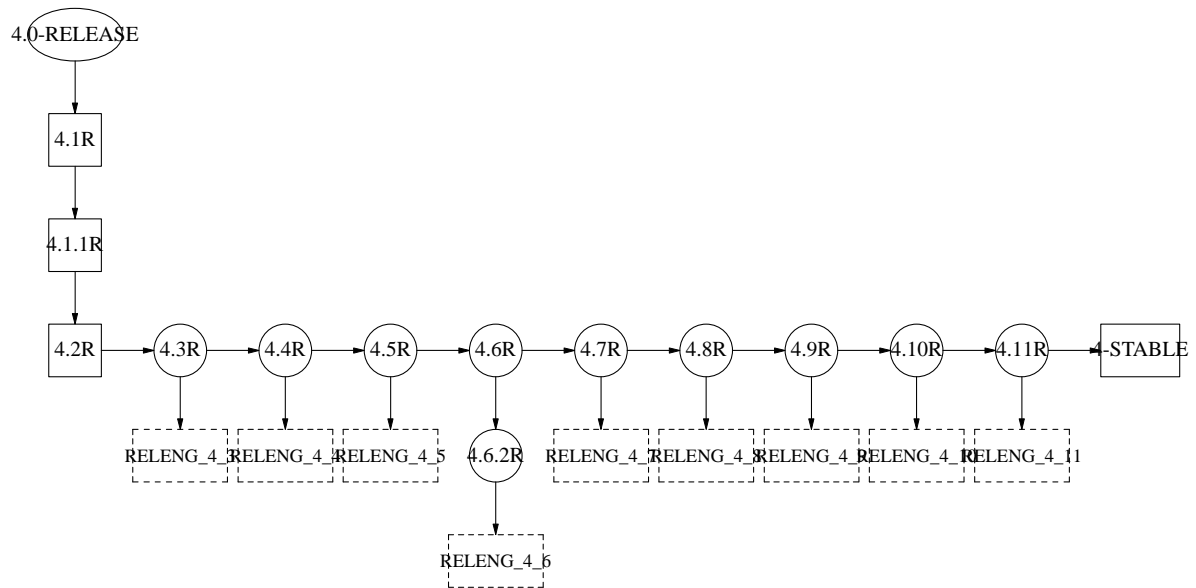 4.0-RELEASE
4.1R
4.1.1R
4.2R 4.3R 4.4R 4.5R 4.6R 4.7R 4.8R 4.9R 4.10R 4.11R 4-STABLE
RELENG_4_3 RELENG_4_4 RELENG_4_5 4.6.2R RELENG_4_7 RELENG_4_8 RELENG_4_9 RELENG_4_10 RELENG_4_11
RELENG_4_6